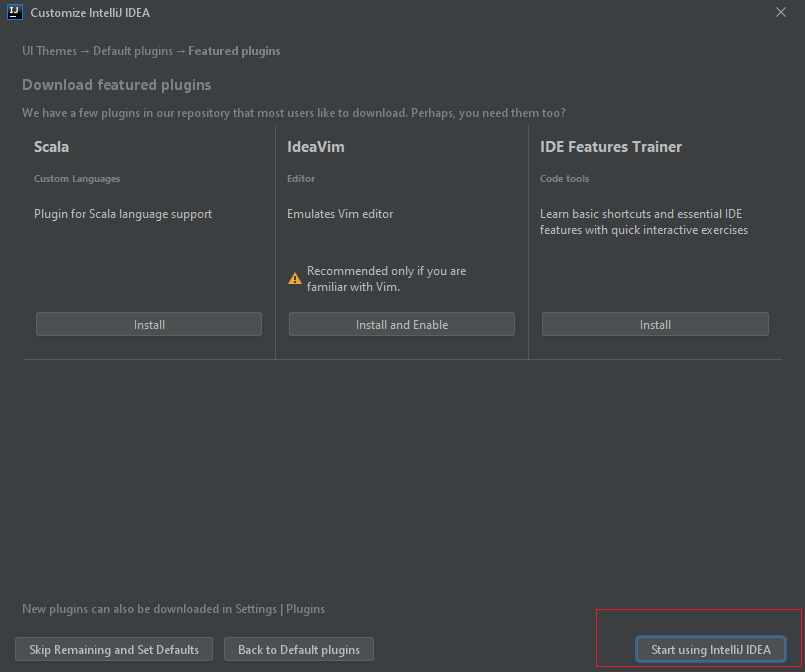 IJ
Customize IntelliJ IDEA
UI Themes → Default plugins → Featured plugins
Download featured plugins
We have a few plugins in our repository that most users like to download. Perhaps, you need them too?
Scala
Custom Languages
Plugin for Scala language support
Install
IdeaVim
Editor
Emulates Vim editor
Recommended only if you are
familiar with Vim.
Install and Enable
IDE Features Trainer
Code tools
Learn basic shortcuts and essential IDE
features with quick interactive exercises
Install
New plugins can also be downloaded in Settings | Plugins
Skip Remaining and Set Defaults
Back to Default plugins
Start using IntelliJ IDEA